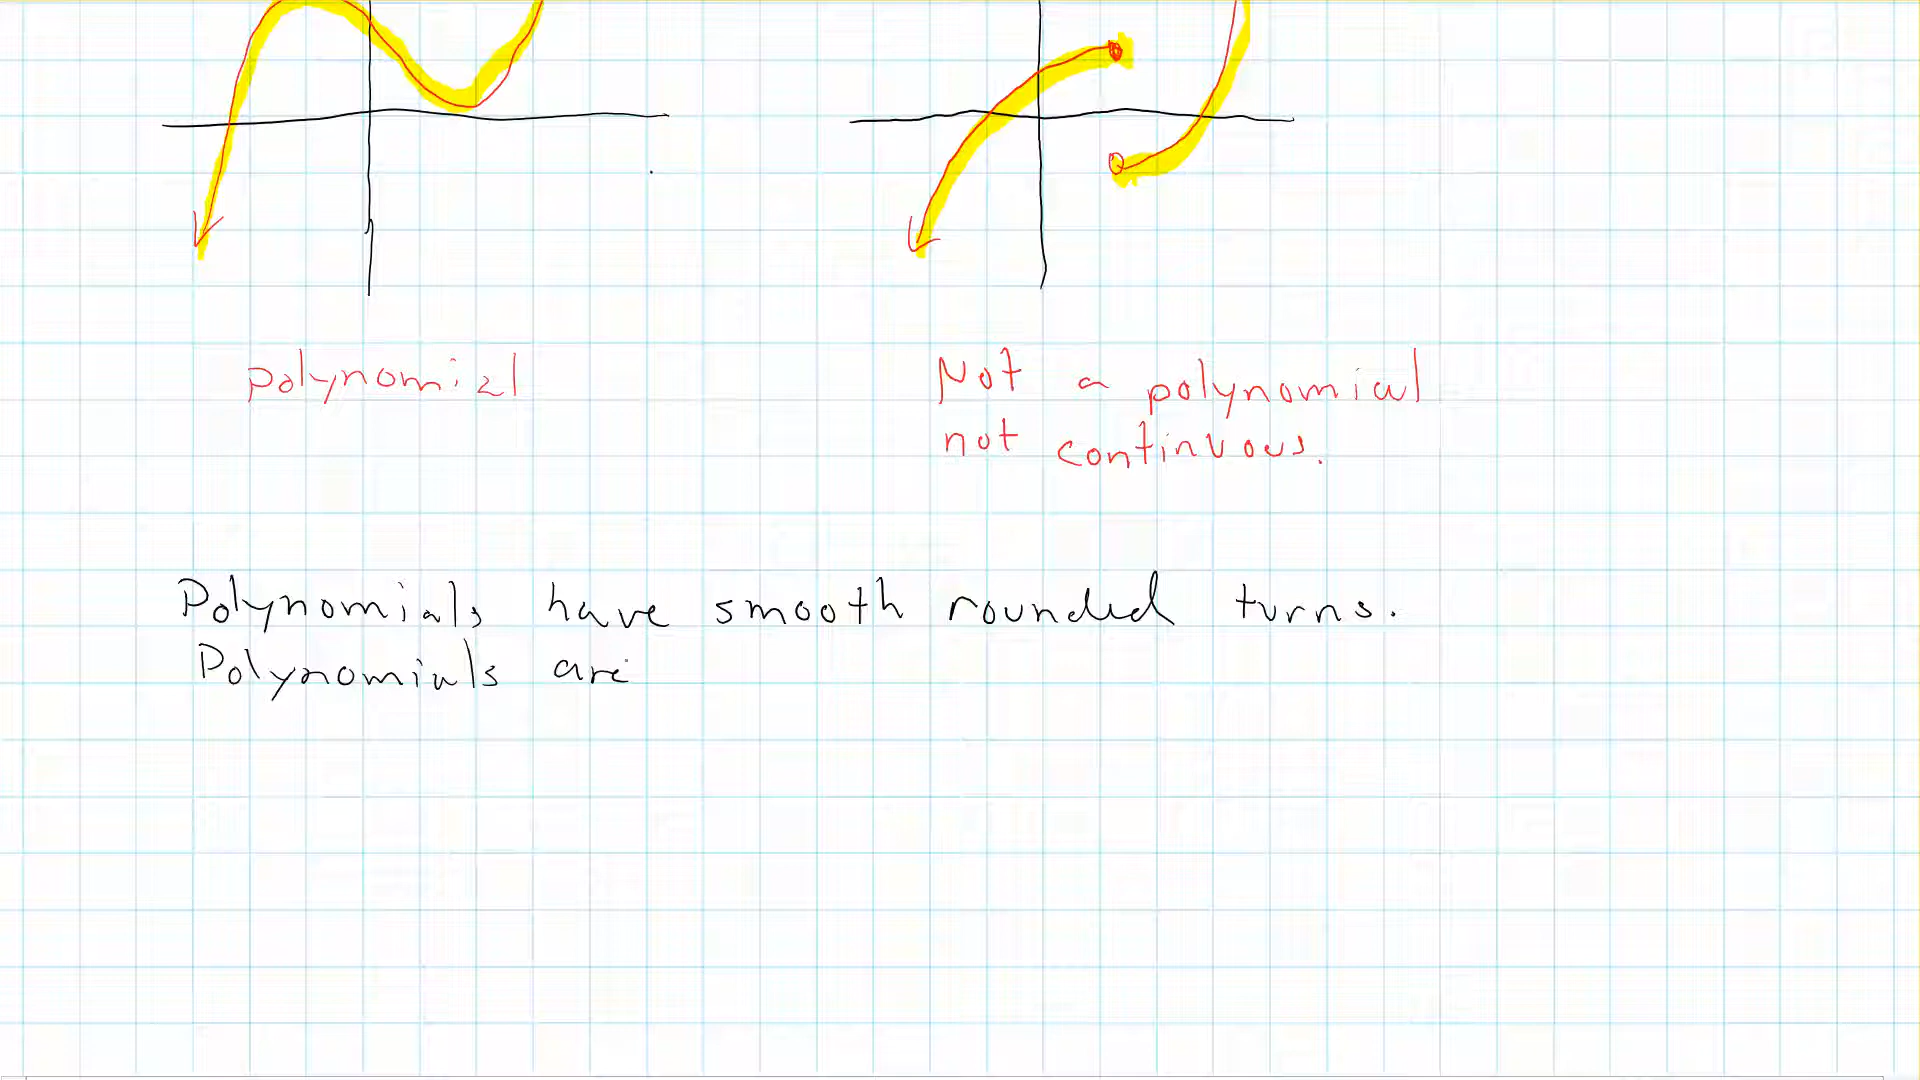 polynomial
Not a polynomial
not continuous.
Polynomials have smooth rounded turns.
Polynomials are